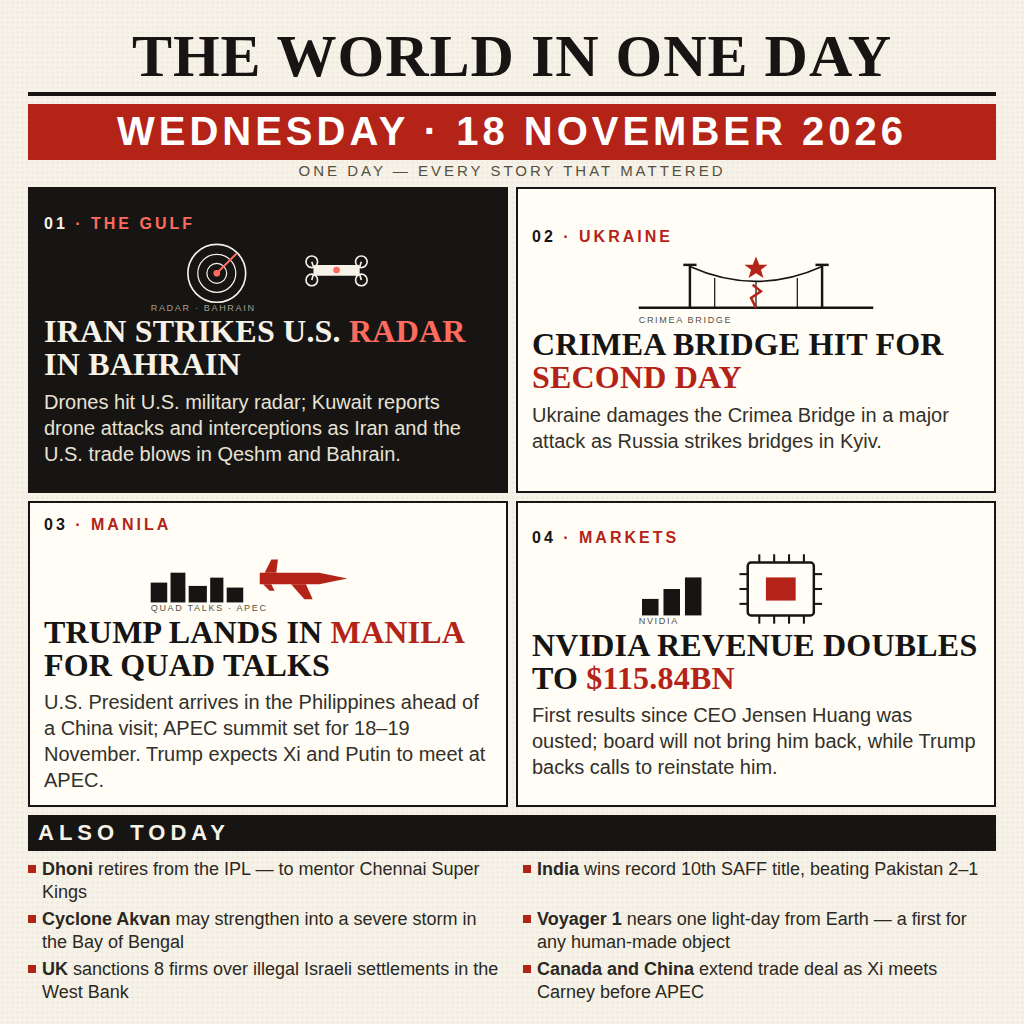 THE WORLD IN ONE DAY
WEDNESDAY · 18 NOVEMBER 2026
ONE DAY — EVERY STORY THAT MATTERED
01 · THE GULF
RADAR · BAHRAIN
IRAN STRIKES U.S. RADAR
IN BAHRAIN
Drones hit U.S. military radar; Kuwait reports
drone attacks and interceptions as Iran and the
U.S. trade blows in Qeshm and Bahrain.
02 · UKRAINE
CRIMEA BRIDGE
CRIMEA BRIDGE HIT FOR
SECOND DAY
Ukraine damages the Crimea Bridge in a major
attack as Russia strikes bridges in Kyiv.
03 · MANILA
QUAD TALKS · APEC
TRUMP LANDS IN MANILA
FOR QUAD TALKS
U.S. President arrives in the Philippines ahead of
a China visit; APEC summit set for 18–19
November. Trump expects Xi and Putin to meet at
APEC.
04 · MARKETS
NVIDIA
NVIDIA REVENUE DOUBLES
TO $115.84BN
First results since CEO Jensen Huang was
ousted; board will not bring him back, while Trump
backs calls to reinstate him.
ALSO TODAY
Dhoni retires from the IPL — to mentor Chennai Super
Kings
India wins record 10th SAFF title, beating Pakistan 2–1
Cyclone Akvan may strengthen into a severe storm in
the Bay of Bengal
Voyager 1 nears one light-day from Earth — a first for
any human-made object
UK sanctions 8 firms over illegal Israeli settlements in the
West Bank
Canada and China extend trade deal as Xi meets
Carney before APEC